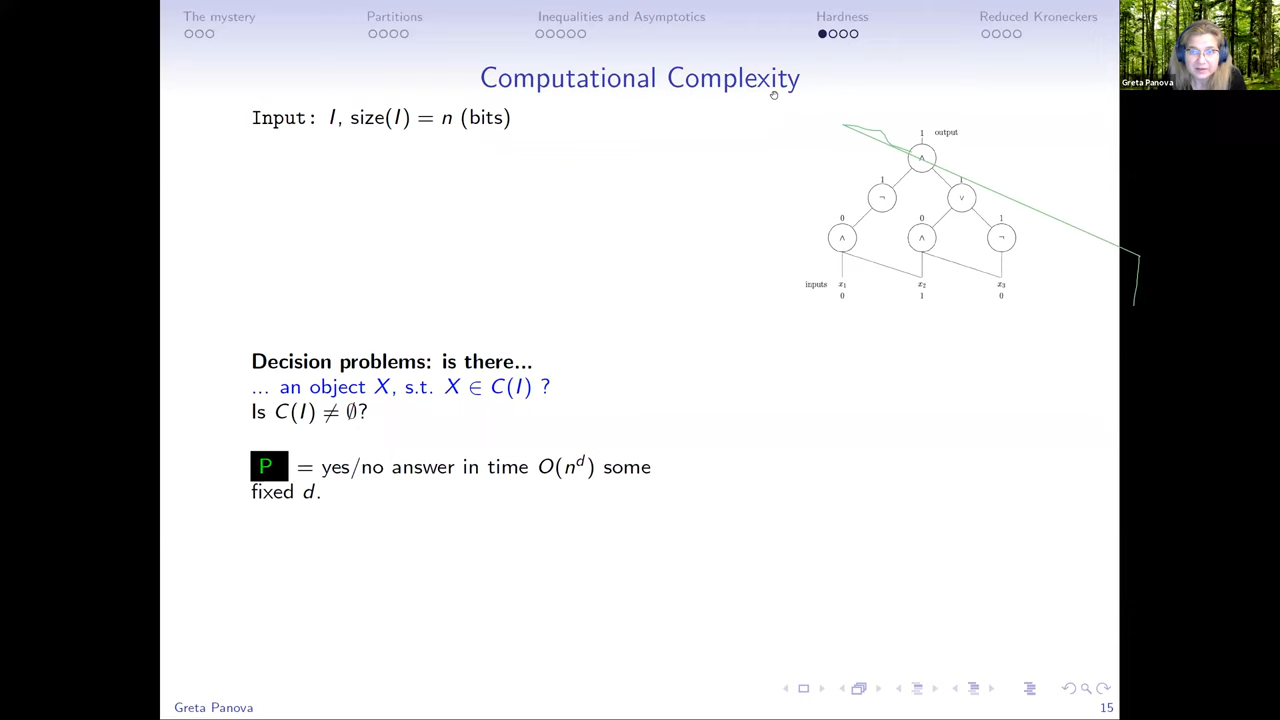 The mystery
Partitions
Inequalities and Asymptotics
Hardness
Reduced Kroneckers
Greta Panova
Computational Complexity
Input: I, size(I) = n (bits)
1 output
∧
1 1
¬ ∨
0 0 1
∧ ∧ ¬
inputs x₁ x₂ x₃
0 1 0
Decision problems: is there...
... an object X, s.t. X ∈ C(I) ?
Is C(I) ≠ ∅?
P = yes/no answer in time O(nᵈ) some
fixed d.
Greta Panova
15